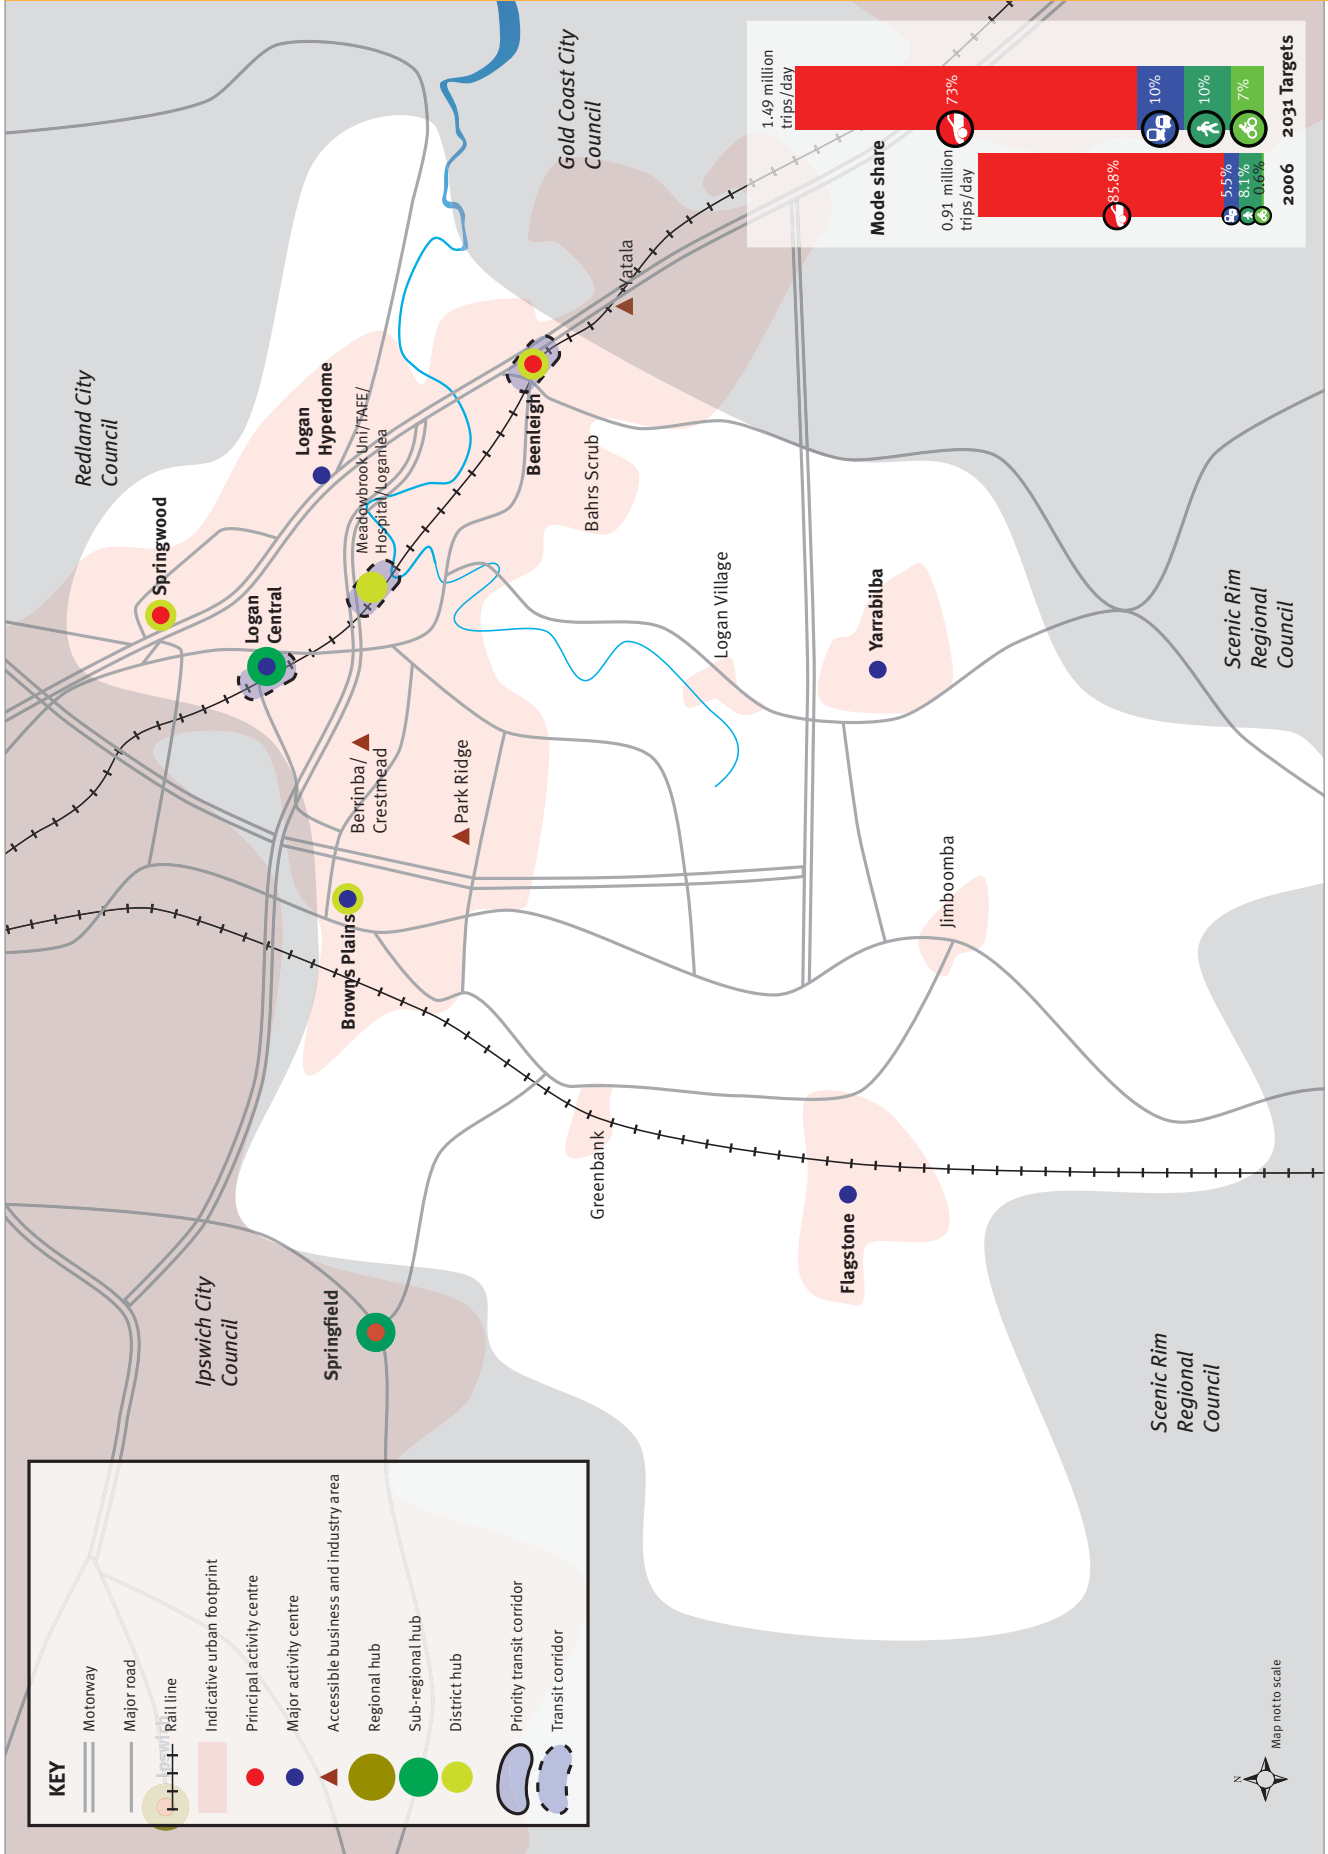 KEY
Motorway
Major road
Rail line
Indicative urban footprint
Principal activity centre
Major activity centre
Accessible business and industry area
Regional hub
Sub-regional hub
District hub
Priority transit corridor
Transit corridor
Ipswich
Ipswich City
Council
Springfield
Redland City
Council
Springwood
Logan
Central
Logan
Hyperdome
Meadowbrook Uni/TAFE/
Hospital/Loganlea
Berrinba/
Crestmead
Browns Plains
Park Ridge
Beenleigh
Bahrs Scrub
Yatala
Gold Coast City
Council
Greenbank
Logan Village
Flagstone
Yarrabilba
Jimboomba
Scenic Rim
Regional
Council
Scenic Rim
Regional
Council
N
Map not to scale
Mode share
0.91 million
trips/day
85.8%
5.5%
8.1%
0.6%
2006
1.49 million
trips/day
73%
10%
10%
7%
2031 Targets